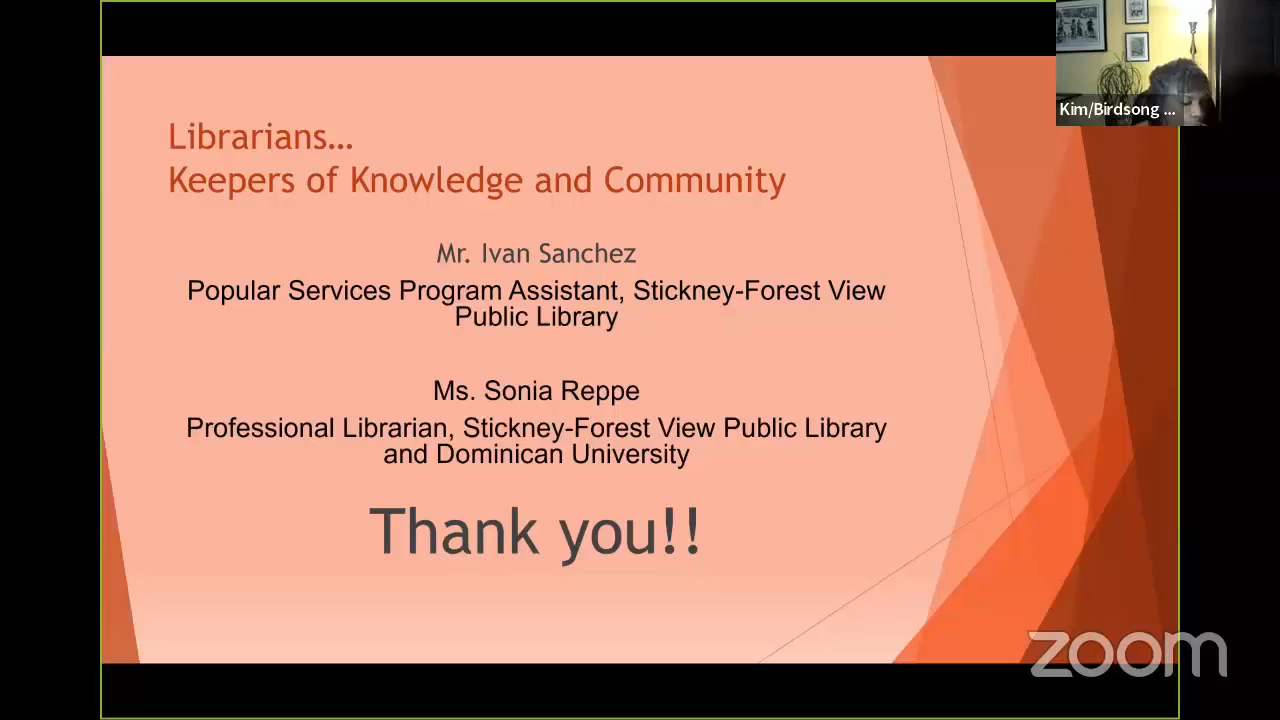 Kim/Birdsong ...
Librarians…
Keepers of Knowledge and Community
Mr. Ivan Sanchez
Popular Services Program Assistant, Stickney-Forest View
Public Library
Ms. Sonia Reppe
Professional Librarian, Stickney-Forest View Public Library
and Dominican University
Thank you!!
zoom